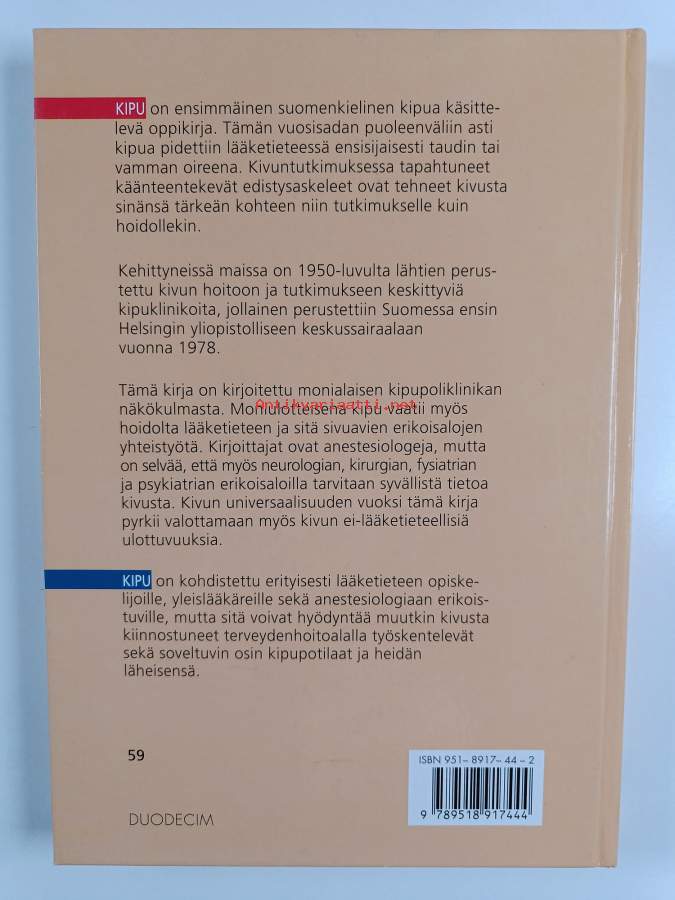 KIPU on ensimmäinen suomenkielinen kipua käsitte-
levä oppikirja. Tämän vuosisadan puoleenväliin asti
kipua pidettiin lääketieteessä ensisijaisesti taudin tai
vamman oireena. Kivuntutkimuksessa tapahtuneet
käänteentekevät edistysaskeleet ovat tehneet kivusta
sinänsä tärkeän kohteen niin tutkimukselle kuin
hoidollekin.
Kehittyneissä maissa on 1950-luvulta lähtien perus-
tettu kivun hoitoon ja tutkimukseen keskittyviä
kipuklinikoita, jollainen perustettiin Suomessa ensin
Helsingin yliopistolliseen keskussairaalaan
vuonna 1978.
Tämä kirja on kirjoitettu monialaisen kipupoliklinikan
näkökulmasta. Moniulotteisena kipu vaatii myös
Antikvariaatti.net
hoidolta lääketieteen ja sitä sivuavien erikoisalojen
yhteistyötä. Kirjoittajat ovat anestesiologeja, mutta
on selvää, että myös neurologian, kirurgian, fysiatrian
ja psykiatrian erikoisaloilla tarvitaan syvällistä tietoa
kivusta. Kivun universaalisuuden vuoksi tämä kirja
pyrkii valottamaan myös kivun ei-lääketieteellisiä
ulottuvuuksia.
KIPU on kohdistettu erityisesti lääketieteen opiske-
lijoille, yleislääkäreille sekä anestesiologiaan erikois-
tuville, mutta sitä voivat hyödyntää muutkin kivusta
kiinnostuneet terveydenhoitoalalla työskentelevät
sekä soveltuvin osin kipupotilaat ja heidän
läheisensä.
59
ISBN 951-8917-44-2
9 789518 917444
DUODECIM